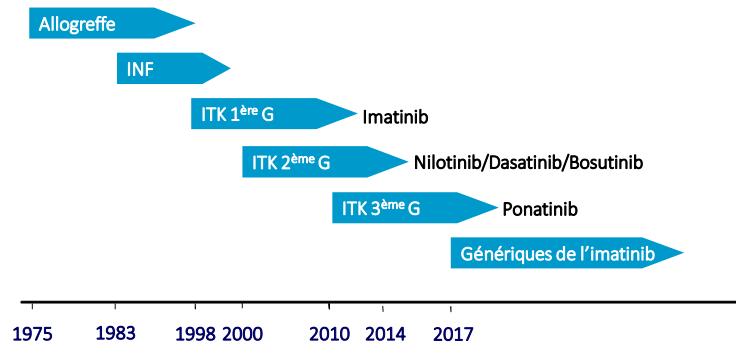 Allogreffe
INF
ITK 1ère G
Imatinib
ITK 2ème G
Nilotinib/Dasatinib/Bosutinib
ITK 3ème G
Ponatinib
Génériques de l’imatinib
1975 1983 1998 2000 2010 2014 2017